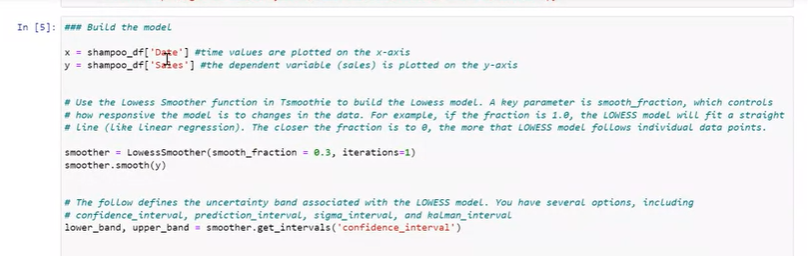 In [5]: ### Build the model
x = shampoo_df['Date'] #time values are plotted on the x-axis
y = shampoo_df['Sales'] #the dependent variable (sales) is plotted on the y-axis
# Use the Lowess Smoother function in Tsmoothie to build the Lowess model. A key parameter is smooth_fraction, which controls
# how responsive the model is to changes in the data. For example, if the fraction is 1.0, the LOWESS model will fit a straight
# line (like linear regression). The closer the fraction is to 0, the more that LOWESS model follows individual data points.
smoother = LowessSmoother(smooth_fraction = 0.3, iterations=1)
smoother.smooth(y)
# The follow defines the uncertainty band associated with the LOWESS model. You have several options, including
# confidence_interval, prediction_interval, sigma_interval, and kalman_interval
lower_band, upper_band = smoother.get_intervals('confidence_interval')